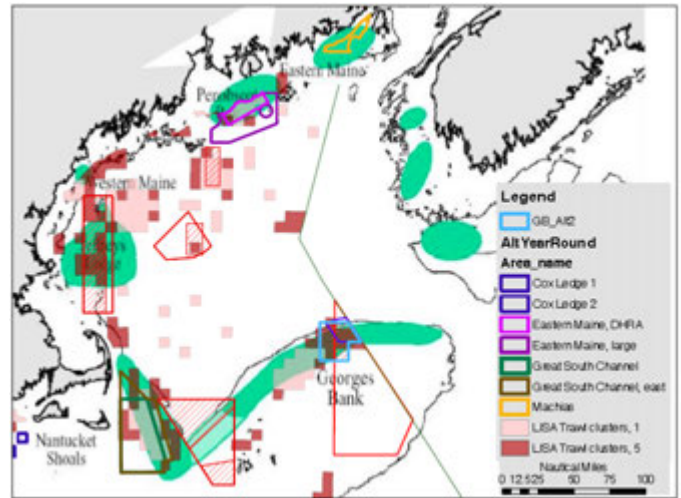 Eastern Maine
Penobscot
Western Maine
Jeffreys
Ledge
Georges
Bank
Nantucket
Shoals
Legend
GB_Alt2
AltYearRound
Area_name
Cox Ledge 1
Cox Ledge 2
Eastern Maine, DHRA
Eastern Maine, large
Great South Channel
Great South Channel, east
Machias
LISA Trawl clusters, 1
LISA Trawl clusters, 5
Nautical Miles
0 12.525 50 75 100